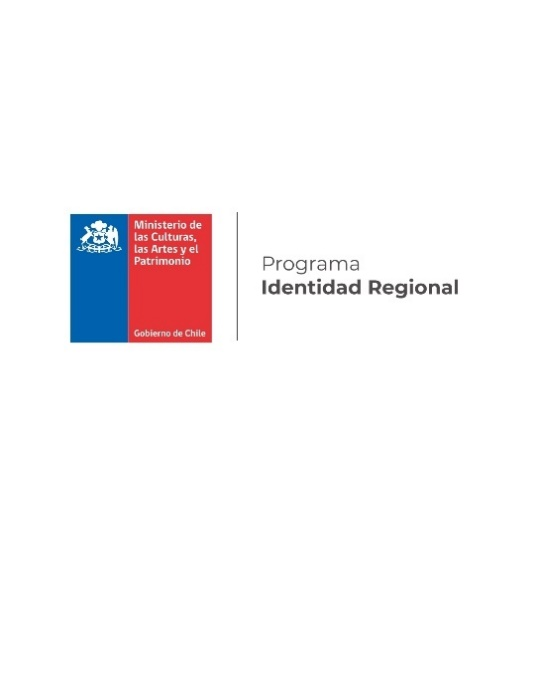 Ministerio de
las Culturas,
las Artes y el
Patrimonio
Gobierno de Chile
Programa
Identidad Regional